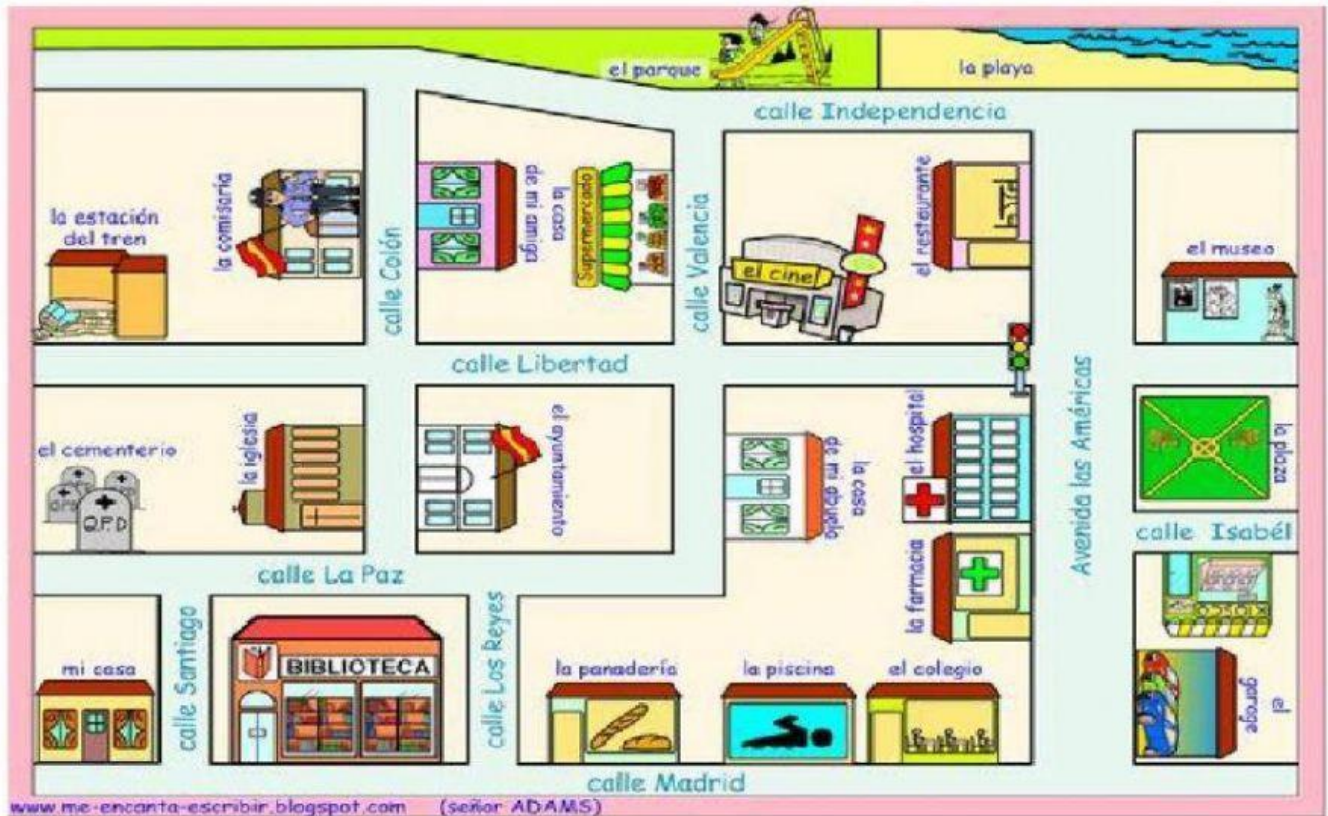 el parque
la playa
calle Independencia
la estación
del tren
la comisaría
calle Colón
la casa
de mi amiga
Supermercado
calle Valencia
el cine
el restaurante
el museo
calle Libertad
Avenida las Américas
el cementerio
Q.P.D
la iglesia
el ayuntamiento
la casa
de mi abuelo
el hospital
la plaza
calle Isabél
calle La Paz
la farmacia
mi casa
calle Santiago
BIBLIOTECA
calle Los Reyes
la panadería
la piscina
el colegio
el
garage
calle Madrid
www.me-encanta-escribir.blogspot.com (señor ADAMS)